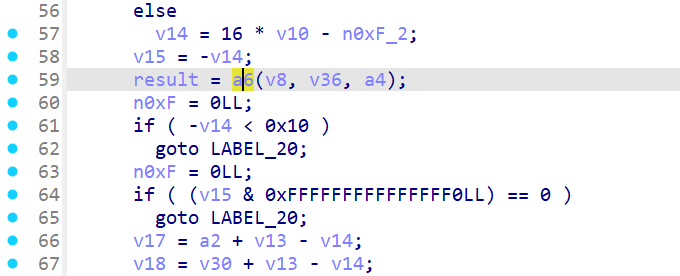 56 else
57 v14 = 16 * v10 - n0xF_2;
58 v15 = -v14;
59 result = a6(v8, v36, a4);
60 n0xF = 0LL;
61 if ( -v14 < 0x10 )
62 goto LABEL_20;
63 n0xF = 0LL;
64 if ( (v15 & 0xFFFFFFFFFFFFFFF0LL) == 0 )
65 goto LABEL_20;
66 v17 = a2 + v13 - v14;
67 v18 = v30 + v13 - v14;